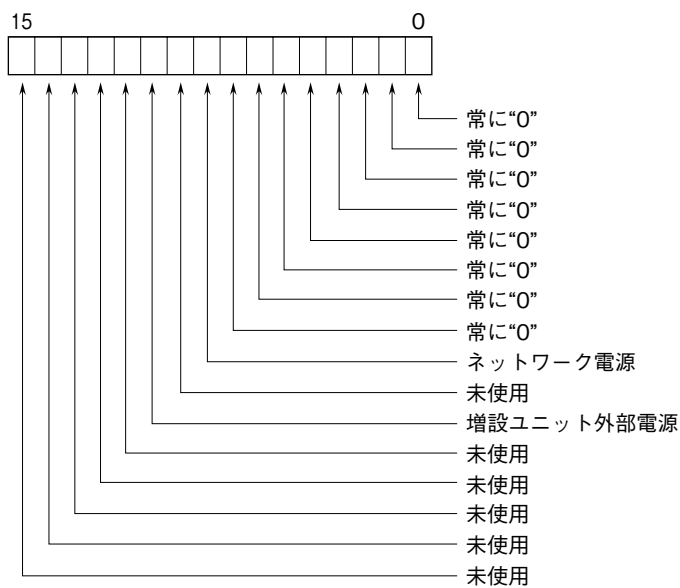 15 0
常に“0”
常に“0”
常に“0”
常に“0”
常に“0”
常に“0”
常に“0”
常に“0”
ネットワーク電源
未使用
増設ユニット外部電源
未使用
未使用
未使用
未使用
未使用